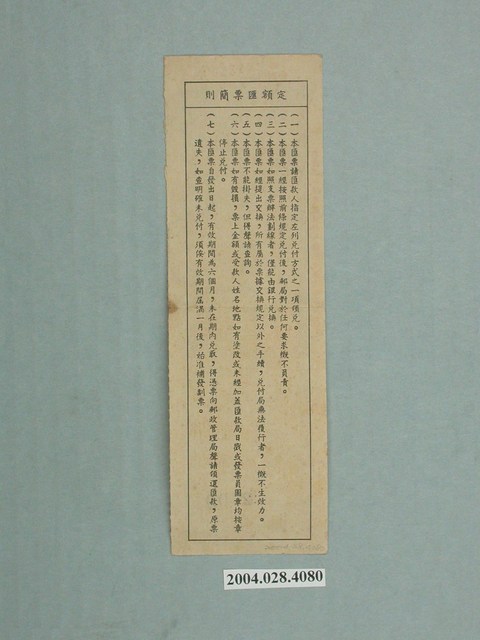 定額匯票簡則
(一)本匯票請匯款人指定左列兌付方式之一項領兌。
(二)本匯票一經按照前條規定兌付後,郵局對於任何要求概不負責。
(三)本匯票如照支票辦法劃線者,僅能由銀行兌換。
(四)本匯票如經提出交換,所有屬於票據交換規定以外之手續,兌付局無法復行者,一概不生效力。
(五)本匯票不能掛失,但得聲請查詢。
(六)本匯票如有毀損,票上金額或受款人姓名地點如有塗改或未經加蓋匯款局日戳或發票員圖章均按章
停止兌付。
(七)本匯票自發出日起,有效期間為六個月,未在期內兌取,得憑票向郵政管理局聲請領還匯款,原票
遺失,如查明確未兌付,須俟有效期間屆滿一月後,始准補發劃票。
2004.028.4080